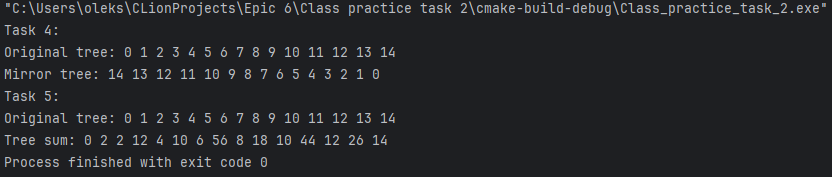 "C:\Users\oleks\CLionProjects\Epic 6\Class practice task 2\cmake-build-debug\Class_practice_task_2.exe"
Task 4:
Original tree: 0 1 2 3 4 5 6 7 8 9 10 11 12 13 14
Mirror tree: 14 13 12 11 10 9 8 7 6 5 4 3 2 1 0
Task 5:
Original tree: 0 1 2 3 4 5 6 7 8 9 10 11 12 13 14
Tree sum: 0 2 2 12 4 10 6 56 8 18 10 44 12 26 14
Process finished with exit code 0